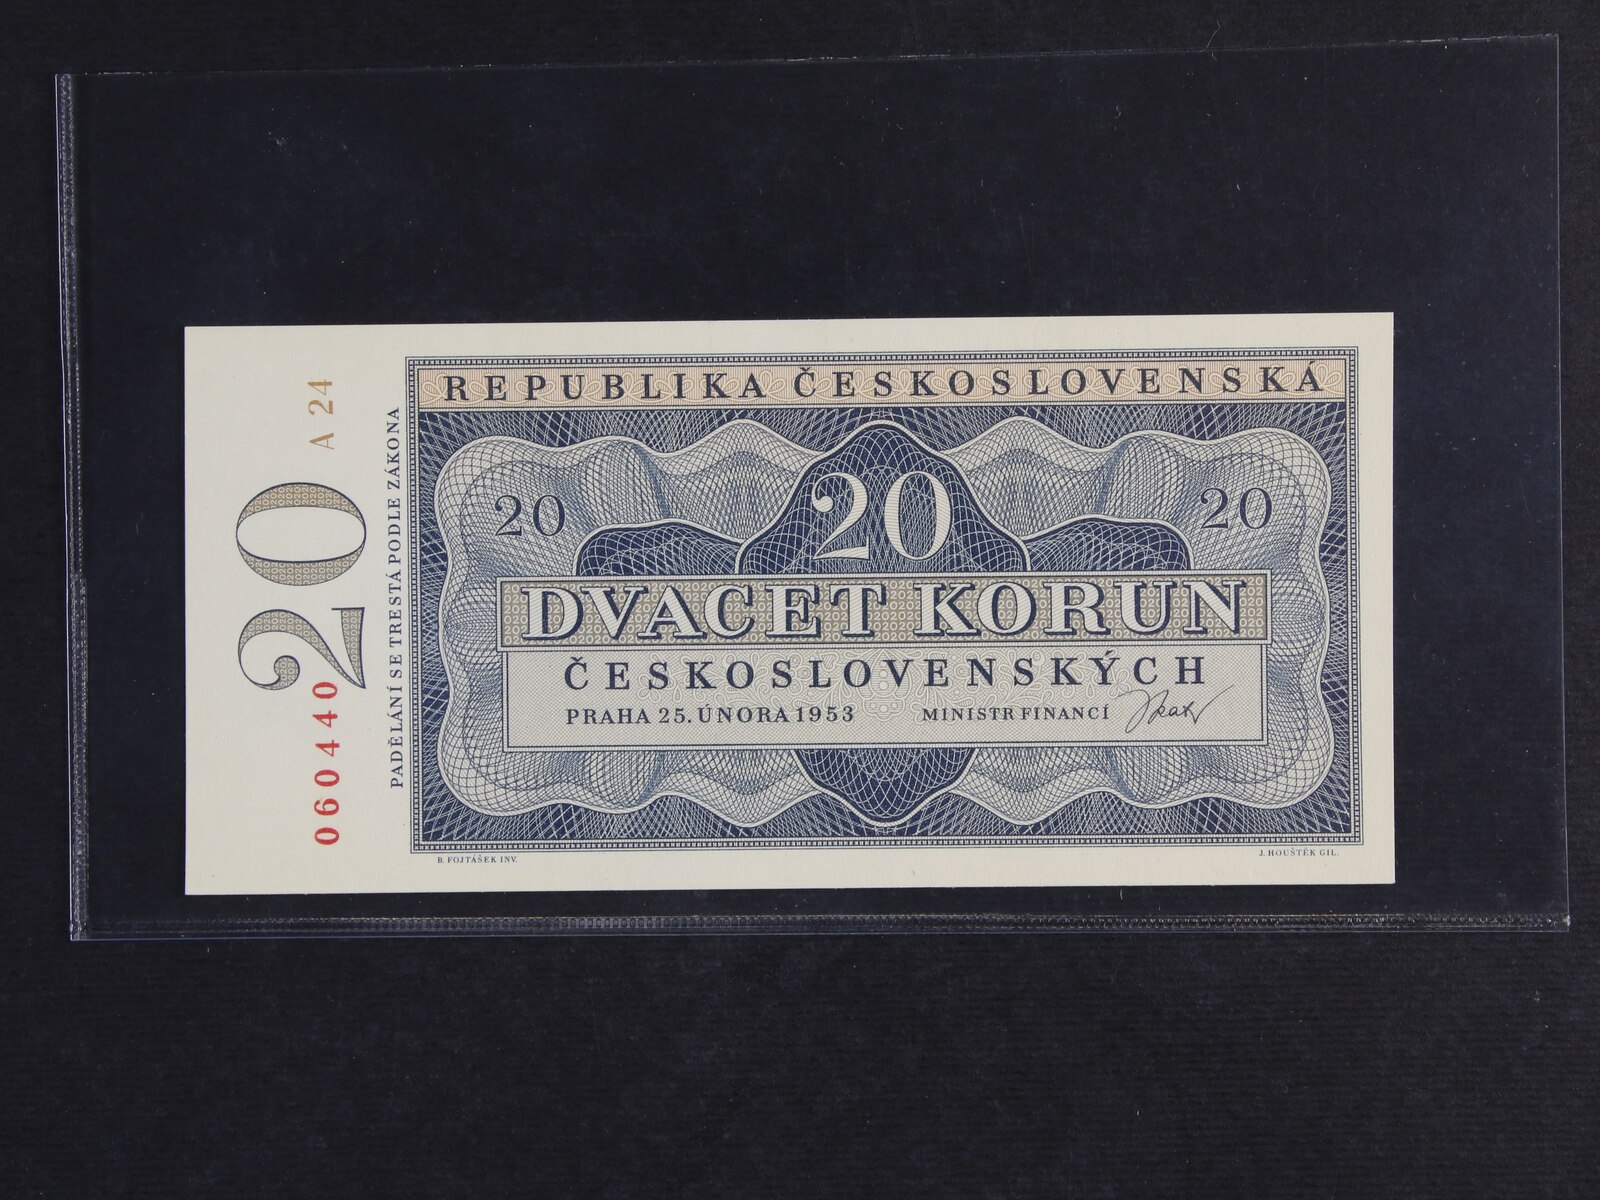 REPUBLIKA ČESKOSLOVENSKÁ
A 24
20
060440
PADĚLÁNÍ SE TRESTÁ PODLE ZÁKONA
20
20
20
DVACET KORUN
ČESKOSLOVENSKÝCH
PRAHA 25. ÚNORA 1953
MINISTR FINANCÍ
B. FOJTÁŠEK INV.
J. HOUŠTĚK GIL.